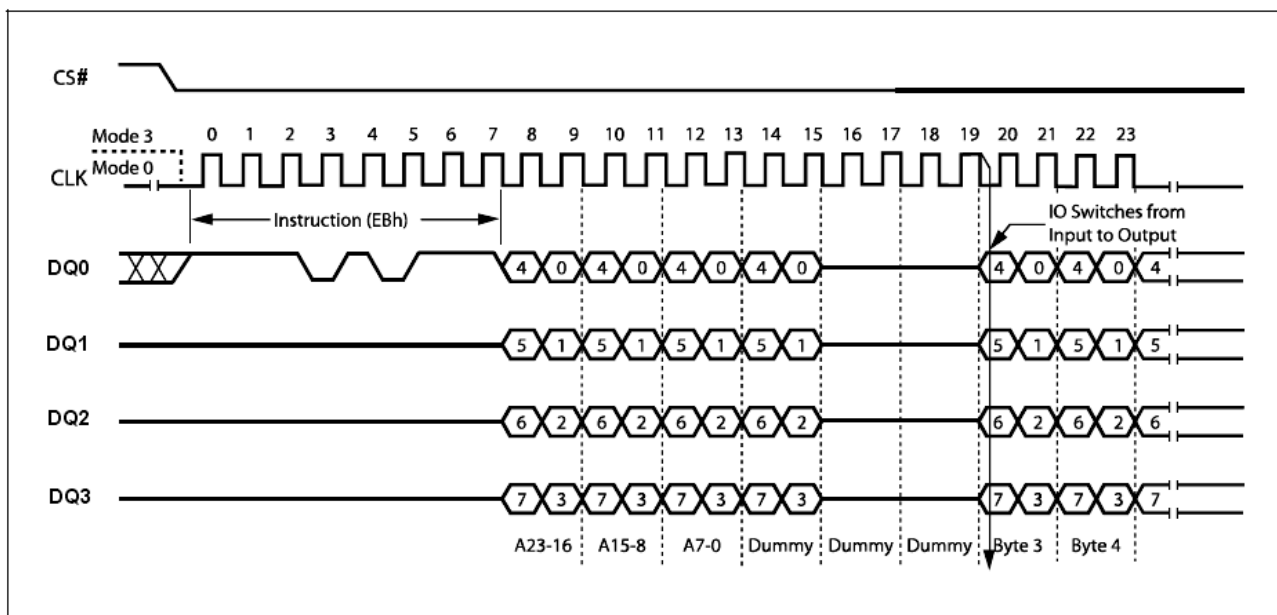 CS#
Mode 3
0 1 2 3 4 5 6 7 8 9 10 11 12 13 14 15 16 17 18 19 20 21 22 23
CLK Mode 0
Instruction (EBh)
IO Switches from
Input to Output
DQ0 4 0 4 0 4 0 4 0 4 0 4 0 4
DQ1 5 1 5 1 5 1 5 1 5 1 5 1 5
DQ2 6 2 6 2 6 2 6 2 6 2 6 2 6
DQ3 7 3 7 3 7 3 7 3 7 3 7 3 7
A23-16 A15-8 A7-0 Dummy Dummy Dummy Byte 3 Byte 4